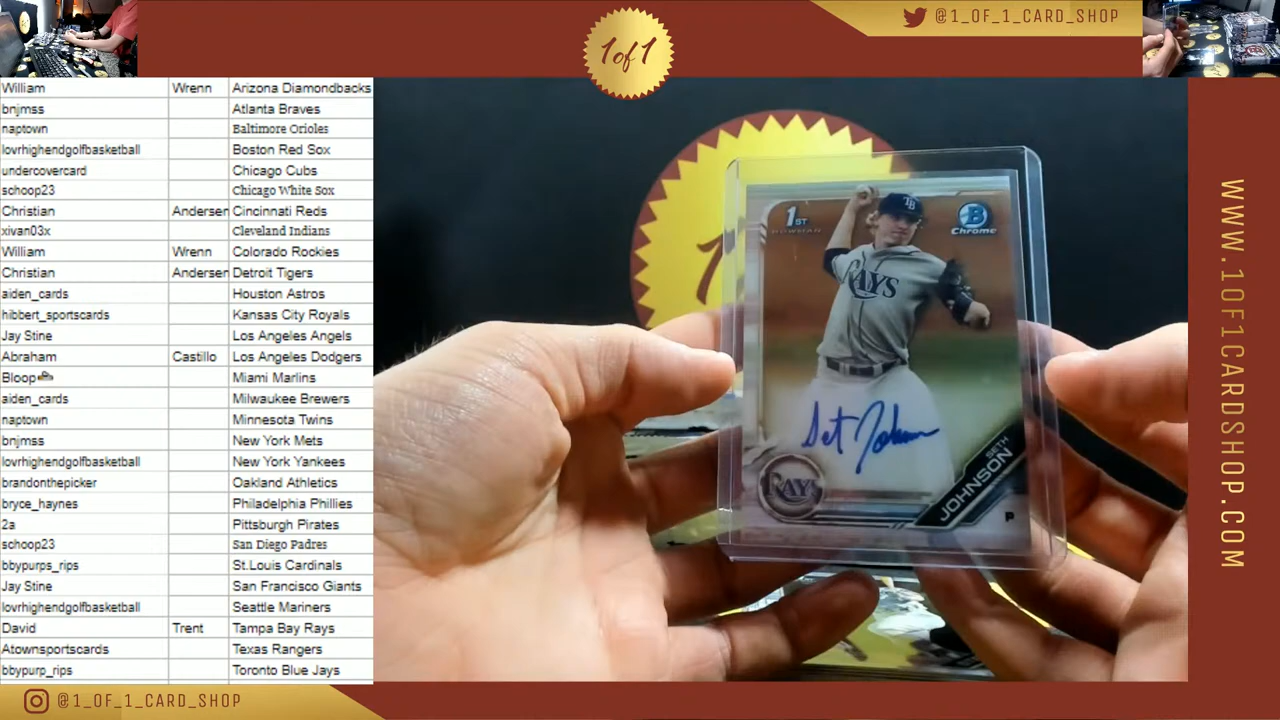 1of1
@1_OF_1_CARD_SHOP
William Wrenn Arizona Diamondbacks
bnjmss Atlanta Braves
naptown Baltimore Orioles
lovrhighendgolfbasketball Boston Red Sox
undercovercard Chicago Cubs
schoop23 Chicago White Sox
Christian Andersen Cincinnati Reds
xivan03x Cleveland Indians
William Wrenn Colorado Rockies
Christian Andersen Detroit Tigers
aiden_cards Houston Astros
hibbert_sportscards Kansas City Royals
Jay Stine Los Angeles Angels
Abraham Castillo Los Angeles Dodgers
Bloop Miami Marlins
aiden_cards Milwaukee Brewers
naptown Minnesota Twins
bnjmss New York Mets
lovrhighendgolfbasketball New York Yankees
brandonthepicker Oakland Athletics
bryce_haynes Philadelphia Phillies
2a Pittsburgh Pirates
schoop23 San Diego Padres
bbypurps_rips St.Louis Cardinals
Jay Stine San Francisco Giants
lovrhighendgolfbasketball Seattle Mariners
David Trent Tampa Bay Rays
Atownsportscards Texas Rangers
bbypurp_rips Toronto Blue Jays
1ST
BOWMAN
B
Chrome
TB
RAYS
Set Johnson
RAYS
SETH
JOHNSON
P
WWW.1OF1CARDSHOP.COM
@1_OF_1_CARD_SHOP